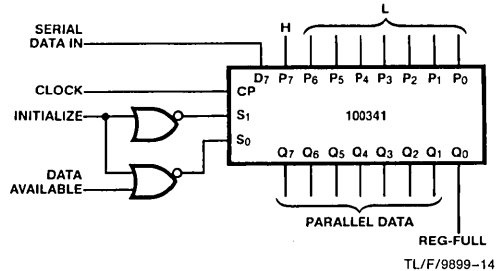 L
SERIAL
DATA IN
H
D7 P7 P6 P5 P4 P3 P2 P1 P0
CLOCK
CP
INITIALIZE
S1
100341
S0
Q7 Q6 Q5 Q4 Q3 Q2 Q1 Q0
DATA
AVAILABLE
PARALLEL DATA
REG-FULL
TL/F/9899–14